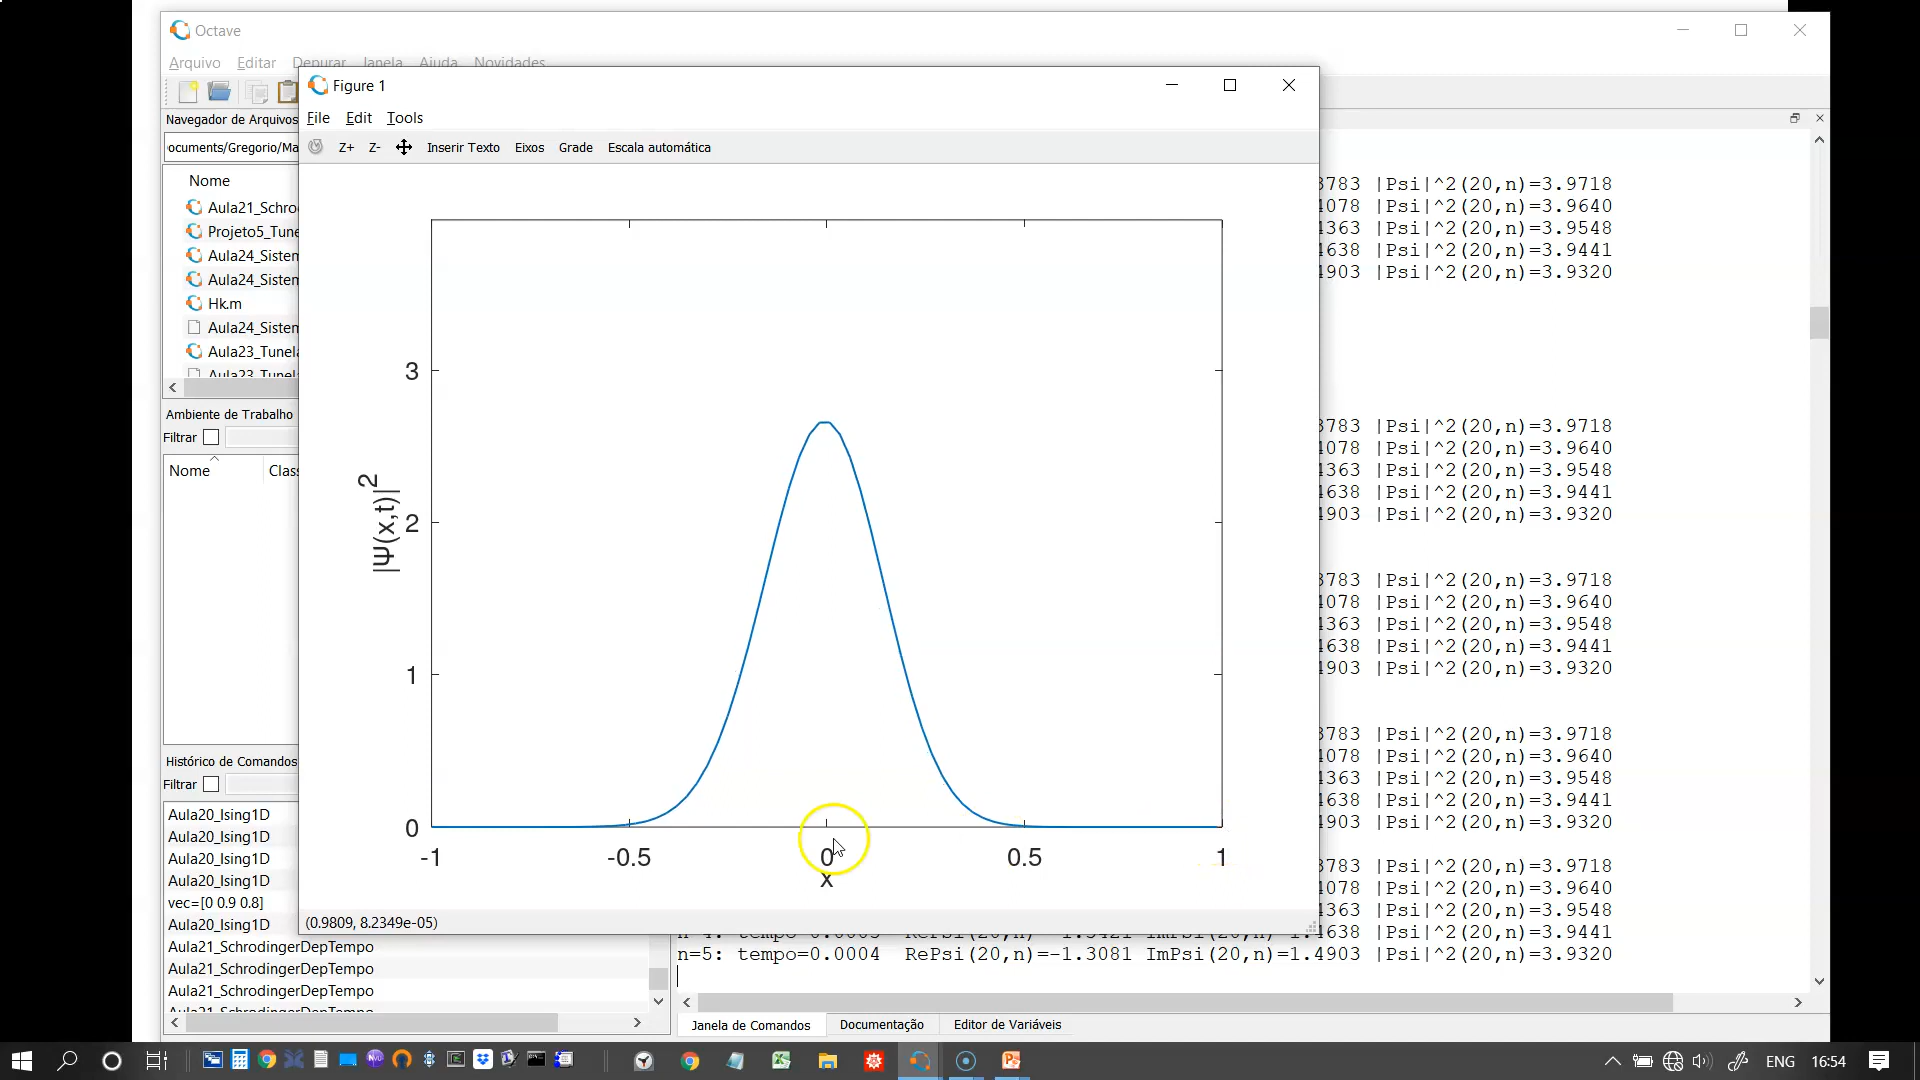 Octave
Arquivo Editar Depurar Janela Ajuda Novidades
Figure 1
File Edit Tools
Z+ Z- Inserir Texto Eixos Grade Escala automática
Navegador de Arquivos
ocuments/Gregorio/Ma
Nome
Aula21_Schro
Projeto5_Tune
Aula24_Sistem
Aula24_Sistem
Hk.m
Aula24_Sistem
Aula23_Tunela
Aula23_Tunela
Ambiente de Trabalho
Filtrar
Nome Clas
Histórico de Comandos
Filtrar
Aula20_Ising1D
Aula20_Ising1D
Aula20_Ising1D
Aula20_Ising1D
vec=[0 0.9 0.8]
Aula20_Ising1D
Aula21_SchrodingerDepTempo
Aula21_SchrodingerDepTempo
Aula21_SchrodingerDepTempo
Aula21_SchrodingerDepTempo
3
2
1
0
|Ψ(x,t)|2
-1 -0.5 0 0.5 1
x
(0.9809, 8.2349e-05)
3783 |Psi|^2(20,n)=3.9718
4078 |Psi|^2(20,n)=3.9640
4363 |Psi|^2(20,n)=3.9548
4638 |Psi|^2(20,n)=3.9441
4903 |Psi|^2(20,n)=3.9320
3783 |Psi|^2(20,n)=3.9718
4078 |Psi|^2(20,n)=3.9640
4363 |Psi|^2(20,n)=3.9548
4638 |Psi|^2(20,n)=3.9441
4903 |Psi|^2(20,n)=3.9320
3783 |Psi|^2(20,n)=3.9718
4078 |Psi|^2(20,n)=3.9640
4363 |Psi|^2(20,n)=3.9548
4638 |Psi|^2(20,n)=3.9441
4903 |Psi|^2(20,n)=3.9320
3783 |Psi|^2(20,n)=3.9718
4078 |Psi|^2(20,n)=3.9640
4363 |Psi|^2(20,n)=3.9548
4638 |Psi|^2(20,n)=3.9441
4903 |Psi|^2(20,n)=3.9320
3783 |Psi|^2(20,n)=3.9718
4078 |Psi|^2(20,n)=3.9640
4363 |Psi|^2(20,n)=3.9548
4638 |Psi|^2(20,n)=3.9441
n=5: tempo=0.0004 RePsi(20,n)=-1.3081 ImPsi(20,n)=1.4903 |Psi|^2(20,n)=3.9320
Janela de Comandos Documentação Editor de Variáveis
ENG 16:54